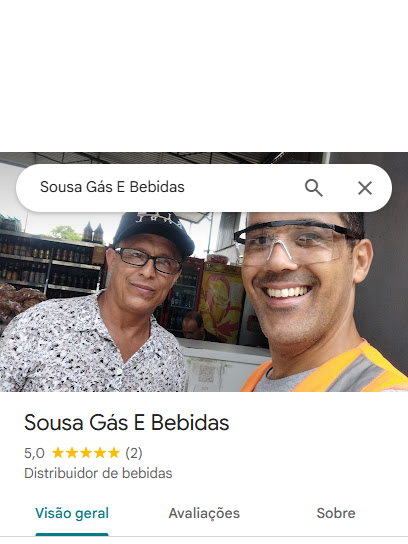 Sousa Gás E Bebidas
Sousa Gás E Bebidas
5,0 (2)
Distribuidor de bebidas
Visão geral Avaliações Sobre